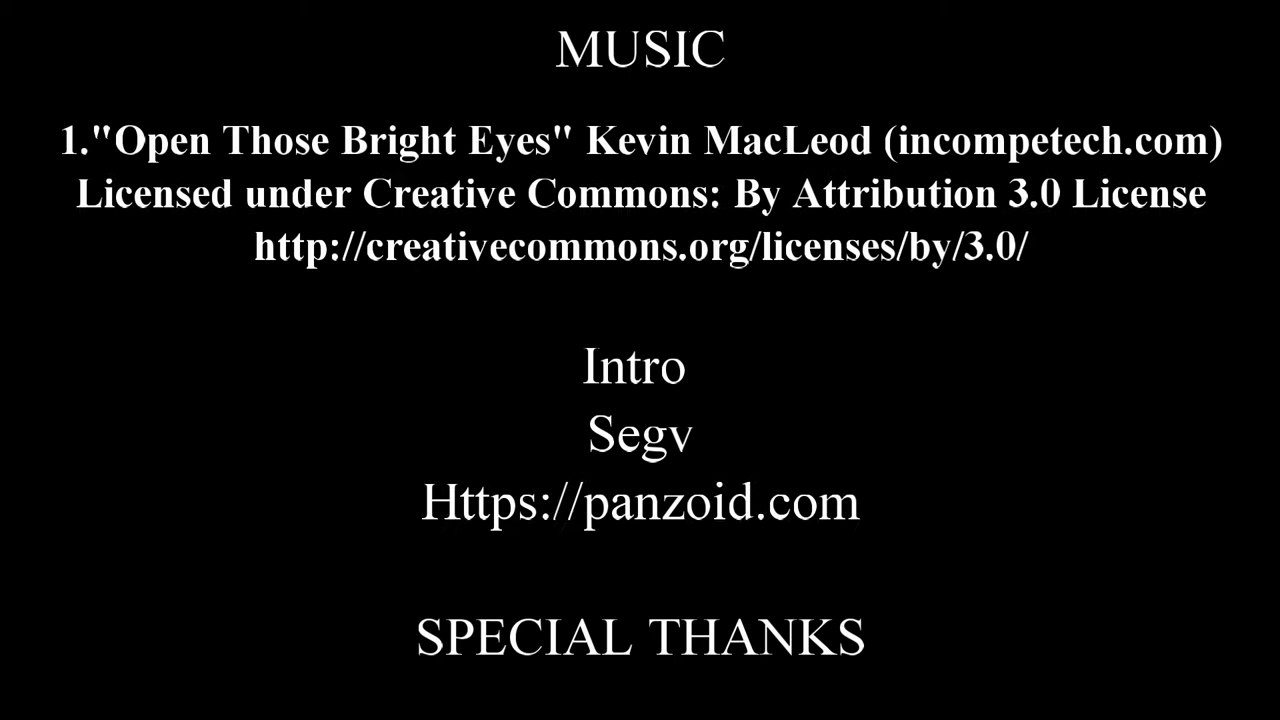 MUSIC
1."Open Those Bright Eyes" Kevin MacLeod (incompetech.com)
Licensed under Creative Commons: By Attribution 3.0 License
http://creativecommons.org/licenses/by/3.0/
Intro
Segv
Https://panzoid.com
SPECIAL THANKS